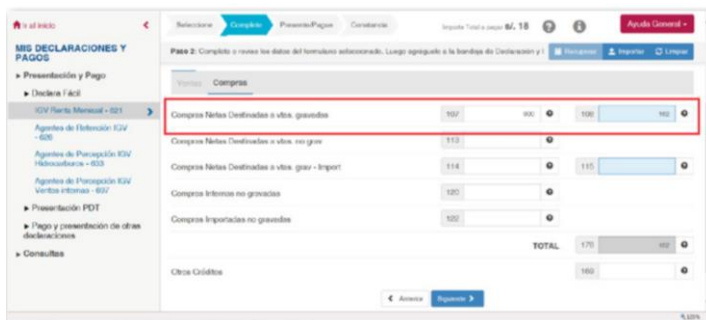 Ir al inicio
Seleccione Complete Presente/Pague Constancia
Importe Total a pagar S/. 18
Ayuda General
MIS DECLARACIONES Y PAGOS
Paso 2: Complete o revise los datos del formulario seleccionado. Luego agréguelo a la bandeja de Declaración y
Recuperar Importar Limpiar
Presentación y Pago
Declara Fácil
IGV Renta Mensual - 621
Agentes de Retención IGV - 626
Agentes de Percepción IGV Hidrocarburos - 633
Agentes de Percepción IGV Ventas internas - 697
Presentación PDT
Pago y presentación de otras declaraciones
Consultas
Ventas Compras
Compras Netas Destinadas a vtas. gravadas 107 900 108 162
Compras Netas Destinadas a vtas. no grav 113
Compras Netas Destinadas a vtas. grav - Import 114 115
Compras Internas no gravadas 120
Compras Importadas no gravadas 122
TOTAL 178 162
Otros Créditos 169
Anterior Siguiente